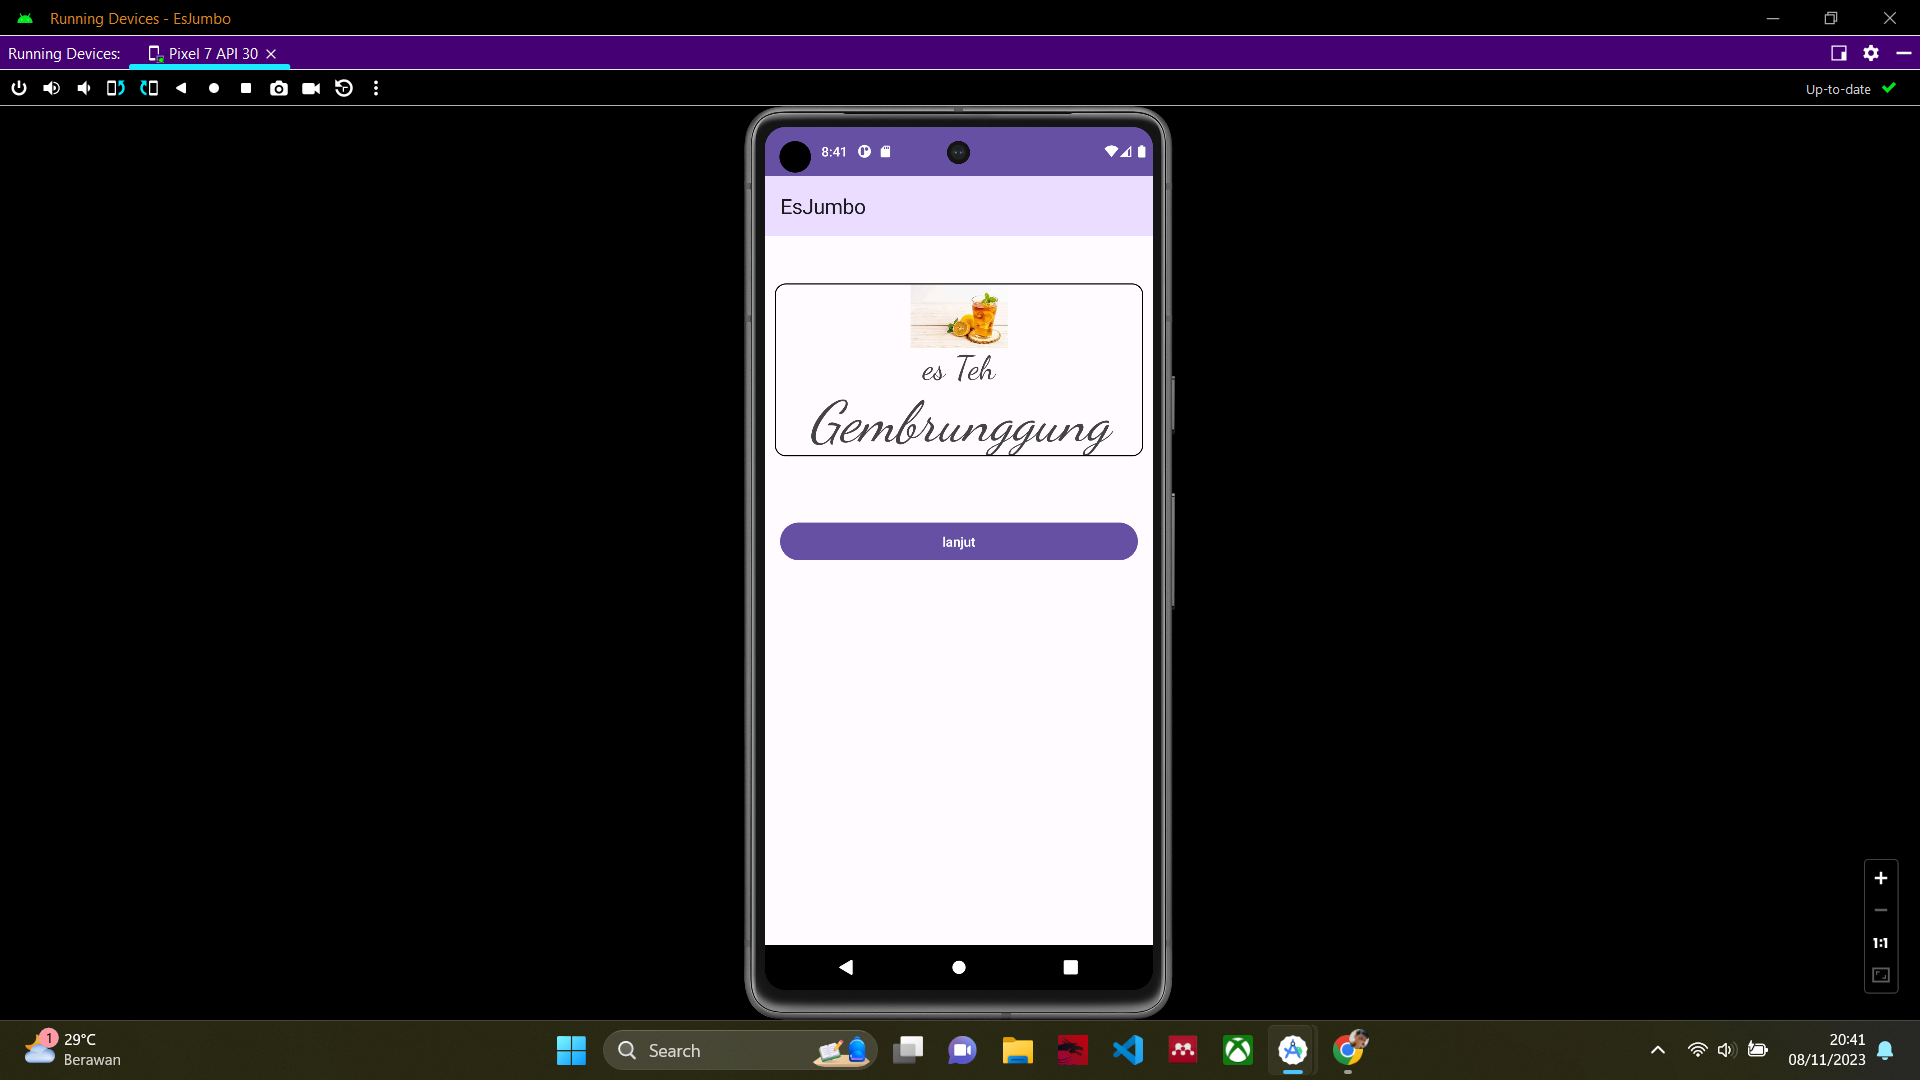 Running Devices - EsJumbo
Running Devices:
Pixel 7 API 30
Up-to-date
8:41
EsJumbo
es Teh
Gembrunggung
lanjut
1:1
1
29°C
Berawan
Search
20:41
08/11/2023